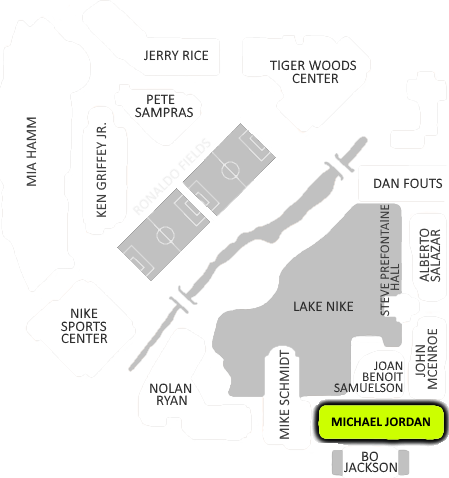 JERRY RICE
TIGER WOODS
CENTER
PETE
SAMPRAS
MIA HAMM
KEN GRIFFEY JR.
RONALDO FIELDS
DAN FOUTS
STEVE PREFONTAINE
HALL
ALBERTO
SALAZAR
LAKE NIKE
NIKE
SPORTS
CENTER
JOHN
MCENROE
JOAN
BENOIT
SAMUELSON
MIKE SCHMIDT
NOLAN
RYAN
MICHAEL JORDAN
BO
JACKSON